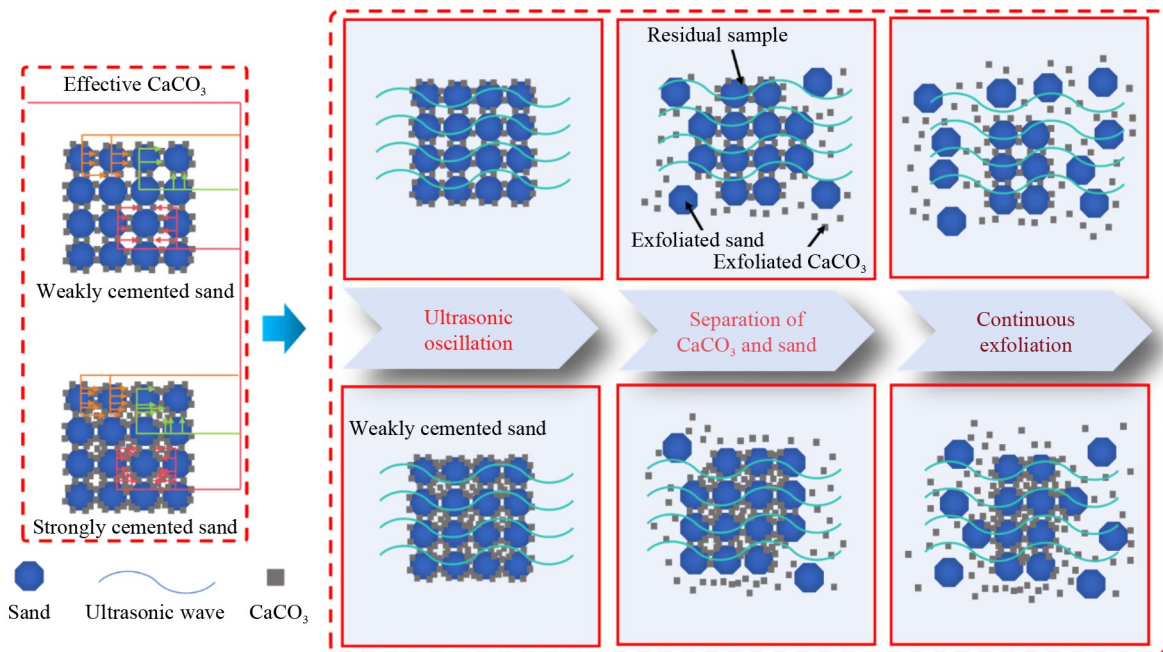 Effective CaCO₃
Weakly cemented sand
Strongly cemented sand
Sand
Ultrasonic wave
CaCO₃
Residual sample
Exfoliated sand
Exfoliated CaCO₃
Ultrasonic
oscillation
Separation of
CaCO₃ and sand
Continuous
exfoliation
Weakly cemented sand